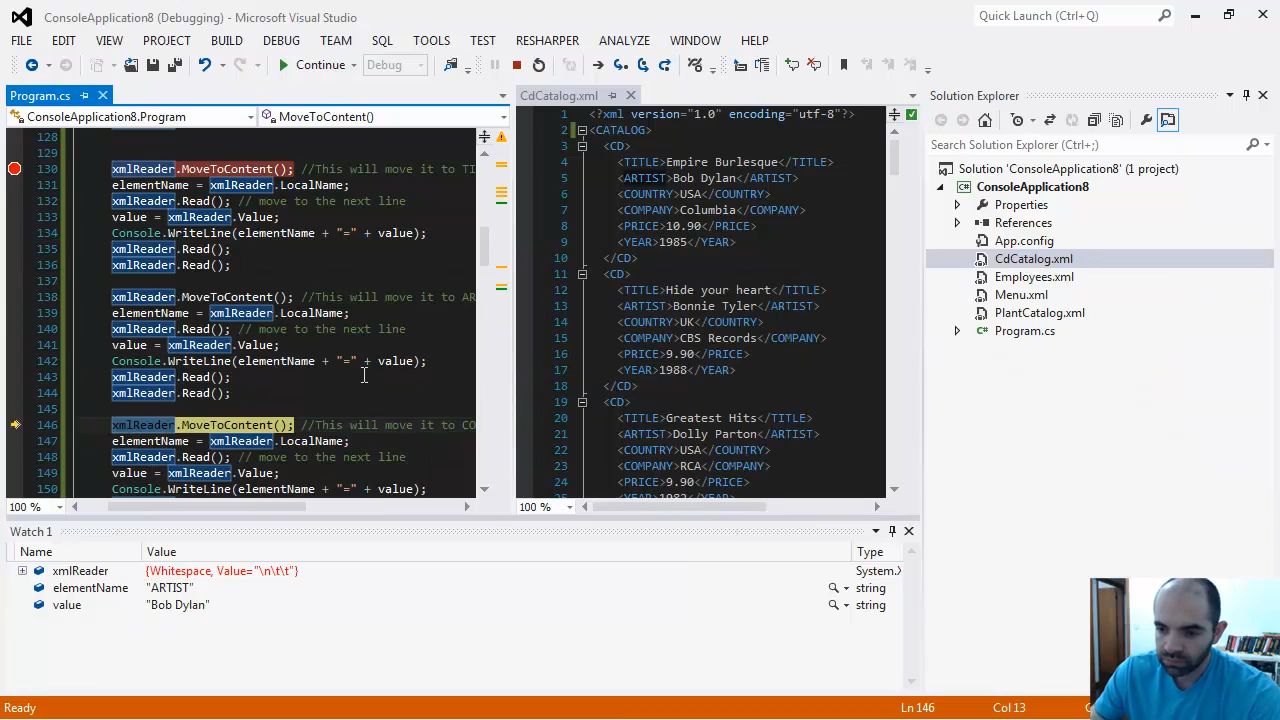 ConsoleApplication8 (Debugging) - Microsoft Visual Studio
Quick Launch (Ctrl+Q)
FILE EDIT VIEW PROJECT BUILD DEBUG TEAM SQL TOOLS TEST RESHARPER ANALYZE WINDOW HELP
Continue Debug
Program.cs
ConsoleApplication8.Program MoveToContent()
128
129
130 xmlReader.MoveToContent(); //This will move it to TI
131 elementName = xmlReader.LocalName;
132 xmlReader.Read(); // move to the next line
133 value = xmlReader.Value;
134 Console.WriteLine(elementName + "=" + value);
135 xmlReader.Read();
136 xmlReader.Read();
137
138 xmlReader.MoveToContent(); //This will move it to AR
139 elementName = xmlReader.LocalName;
140 xmlReader.Read(); // move to the next line
141 value = xmlReader.Value;
142 Console.WriteLine(elementName + "=" + value);
143 xmlReader.Read();
144 xmlReader.Read();
145
146 xmlReader.MoveToContent(); //This will move it to CO
147 elementName = xmlReader.LocalName;
148 xmlReader.Read(); // move to the next line
149 value = xmlReader.Value;
150 Console.WriteLine(elementName + "=" + value);
100 %
CdCatalog.xml
1 <?xml version="1.0" encoding="utf-8"?>
2 <CATALOG>
3 <CD>
4 <TITLE>Empire Burlesque</TITLE>
5 <ARTIST>Bob Dylan</ARTIST>
6 <COUNTRY>USA</COUNTRY>
7 <COMPANY>Columbia</COMPANY>
8 <PRICE>10.90</PRICE>
9 <YEAR>1985</YEAR>
10 </CD>
11 <CD>
12 <TITLE>Hide your heart</TITLE>
13 <ARTIST>Bonnie Tyler</ARTIST>
14 <COUNTRY>UK</COUNTRY>
15 <COMPANY>CBS Records</COMPANY>
16 <PRICE>9.90</PRICE>
17 <YEAR>1988</YEAR>
18 </CD>
19 <CD>
20 <TITLE>Greatest Hits</TITLE>
21 <ARTIST>Dolly Parton</ARTIST>
22 <COUNTRY>USA</COUNTRY>
23 <COMPANY>RCA</COMPANY>
24 <PRICE>9.90</PRICE>
25 <YEAR>1982</YEAR>
100 %
Solution Explorer
Search Solution Explorer (Ctrl+;)
Solution 'ConsoleApplication8' (1 project)
ConsoleApplication8
Properties
References
App.config
CdCatalog.xml
Employees.xml
Menu.xml
PlantCatalog.xml
Program.cs
Watch 1
Name Value Type
xmlReader {Whitespace, Value="\n\t\t"} System.X
elementName "ARTIST" string
value "Bob Dylan" string
Ready Ln 146 Col 13